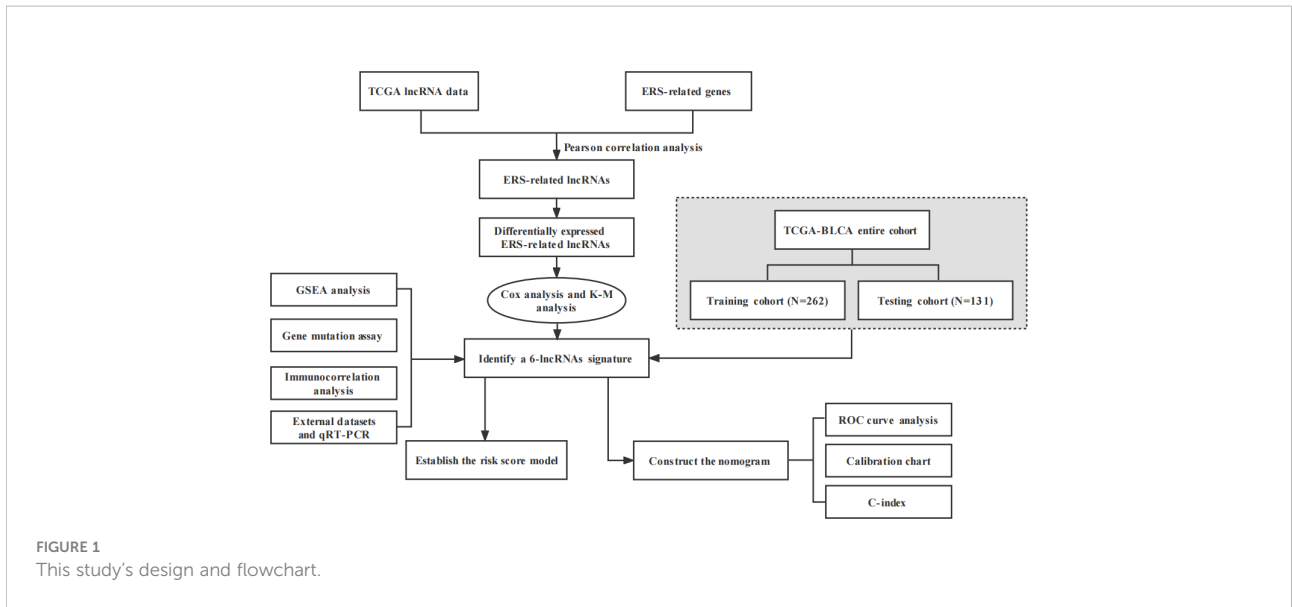 TCGA lncRNA data
ERS-related genes
Pearson correlation analysis
ERS-related lncRNAs
Differentially expressed
ERS-related lncRNAs
Cox analysis and K-M
analysis
TCGA-BLCA entire cohort
Training cohort (N=262)
Testing cohort (N=131)
GSEA analysis
Gene mutation assay
Immunocorrelation
analysis
External datasets
and qRT-PCR
Identify a 6-lncRNAs signature
Establish the risk score model
Construct the nomogram
ROC curve analysis
Calibration chart
C-index
FIGURE 1
This study's design and flowchart.